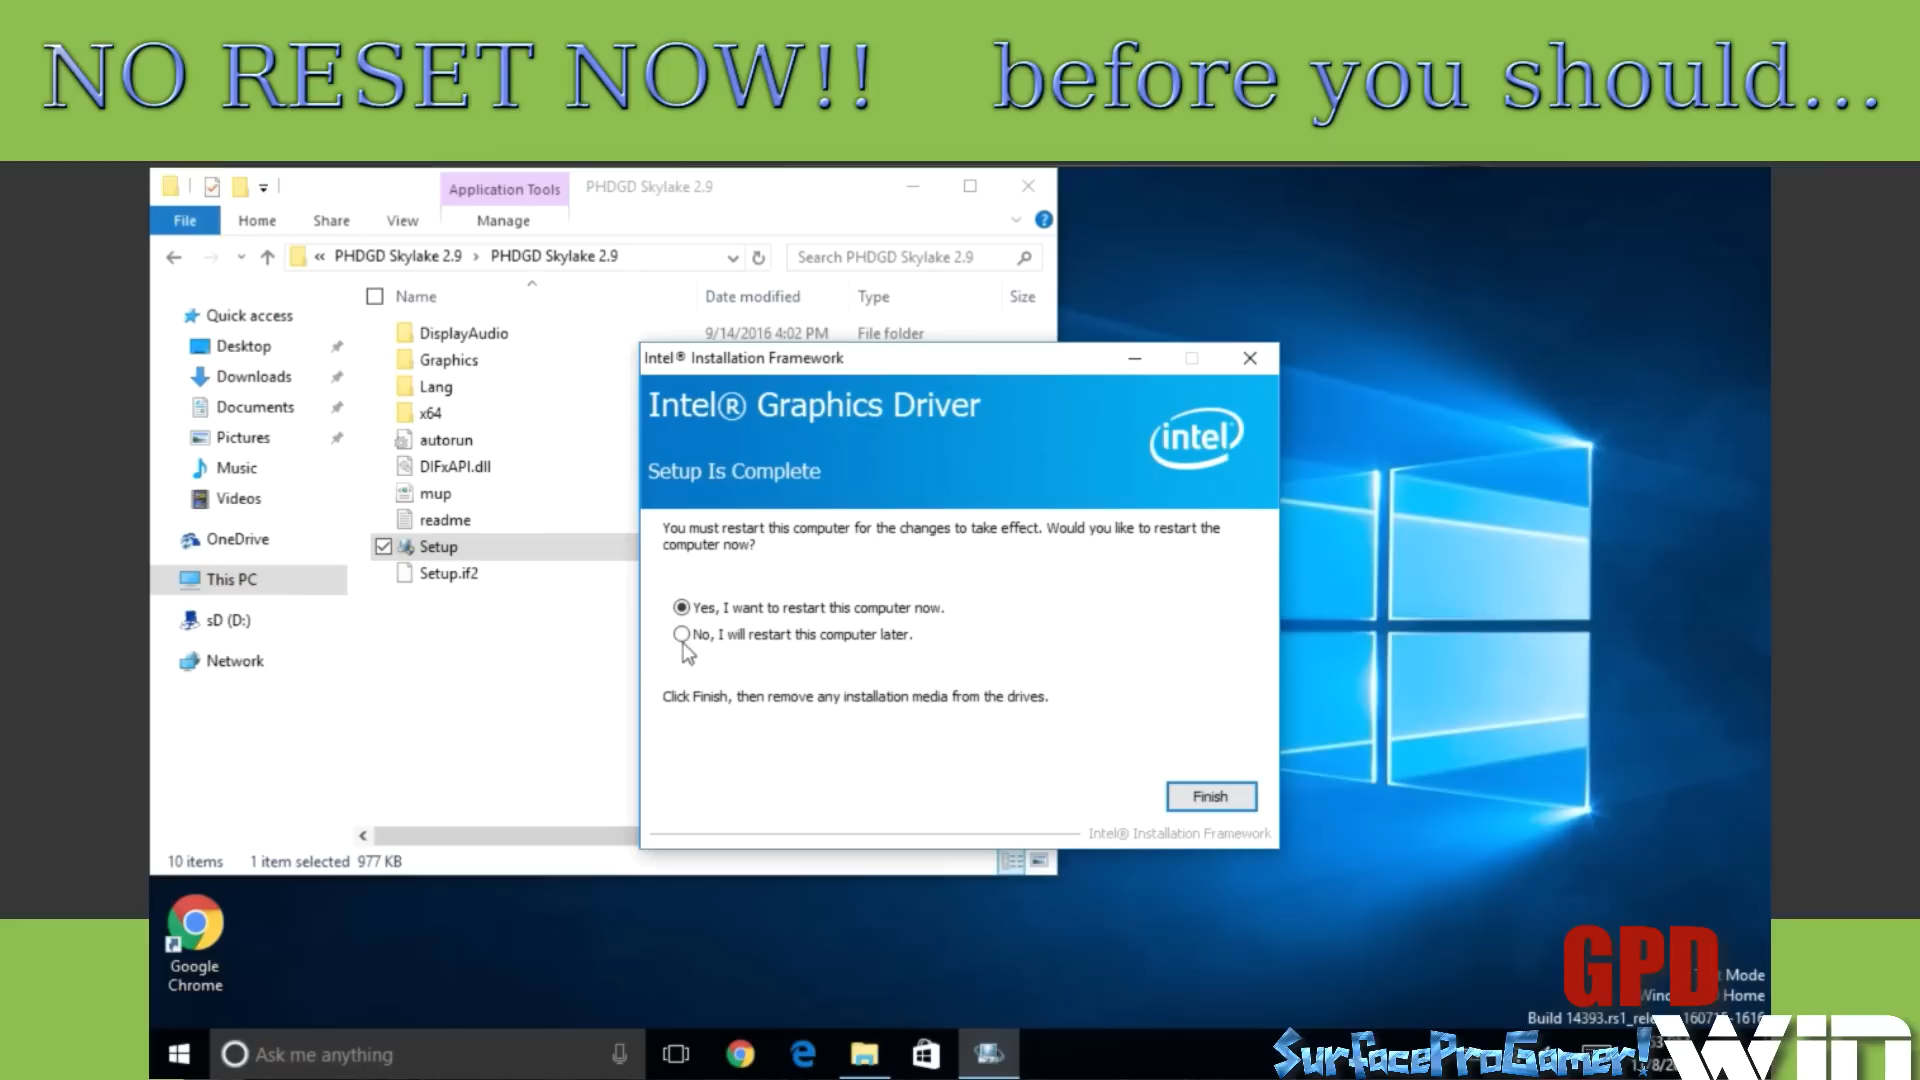 NO RESET NOW!! before you should...
Application Tools PHDGD Skylake 2.9
File Home Share View Manage
« PHDGD Skylake 2.9 › PHDGD Skylake 2.9 Search PHDGD Skylake 2.9
Name Date modified Type Size
Quick access
Desktop
Downloads
Documents
Pictures
Music
Videos
OneDrive
This PC
sD (D:)
Network
DisplayAudio 9/14/2016 4:02 PM File folder
Graphics
Lang
x64
autorun
DIFxAPI.dll
mup
readme
Setup
Setup.if2
10 items 1 item selected 977 KB
Intel® Installation Framework
Intel® Graphics Driver
intel
Setup Is Complete
You must restart this computer for the changes to take effect. Would you like to restart the
computer now?
Yes, I want to restart this computer now.
No, I will restart this computer later.
Click Finish, then remove any installation media from the drives.
Finish
Intel® Installation Framework
Google
Chrome
GPD
Mode
Home
Build 14393.rs1_
SurfaceProGamer!
WIN
Ask me anything